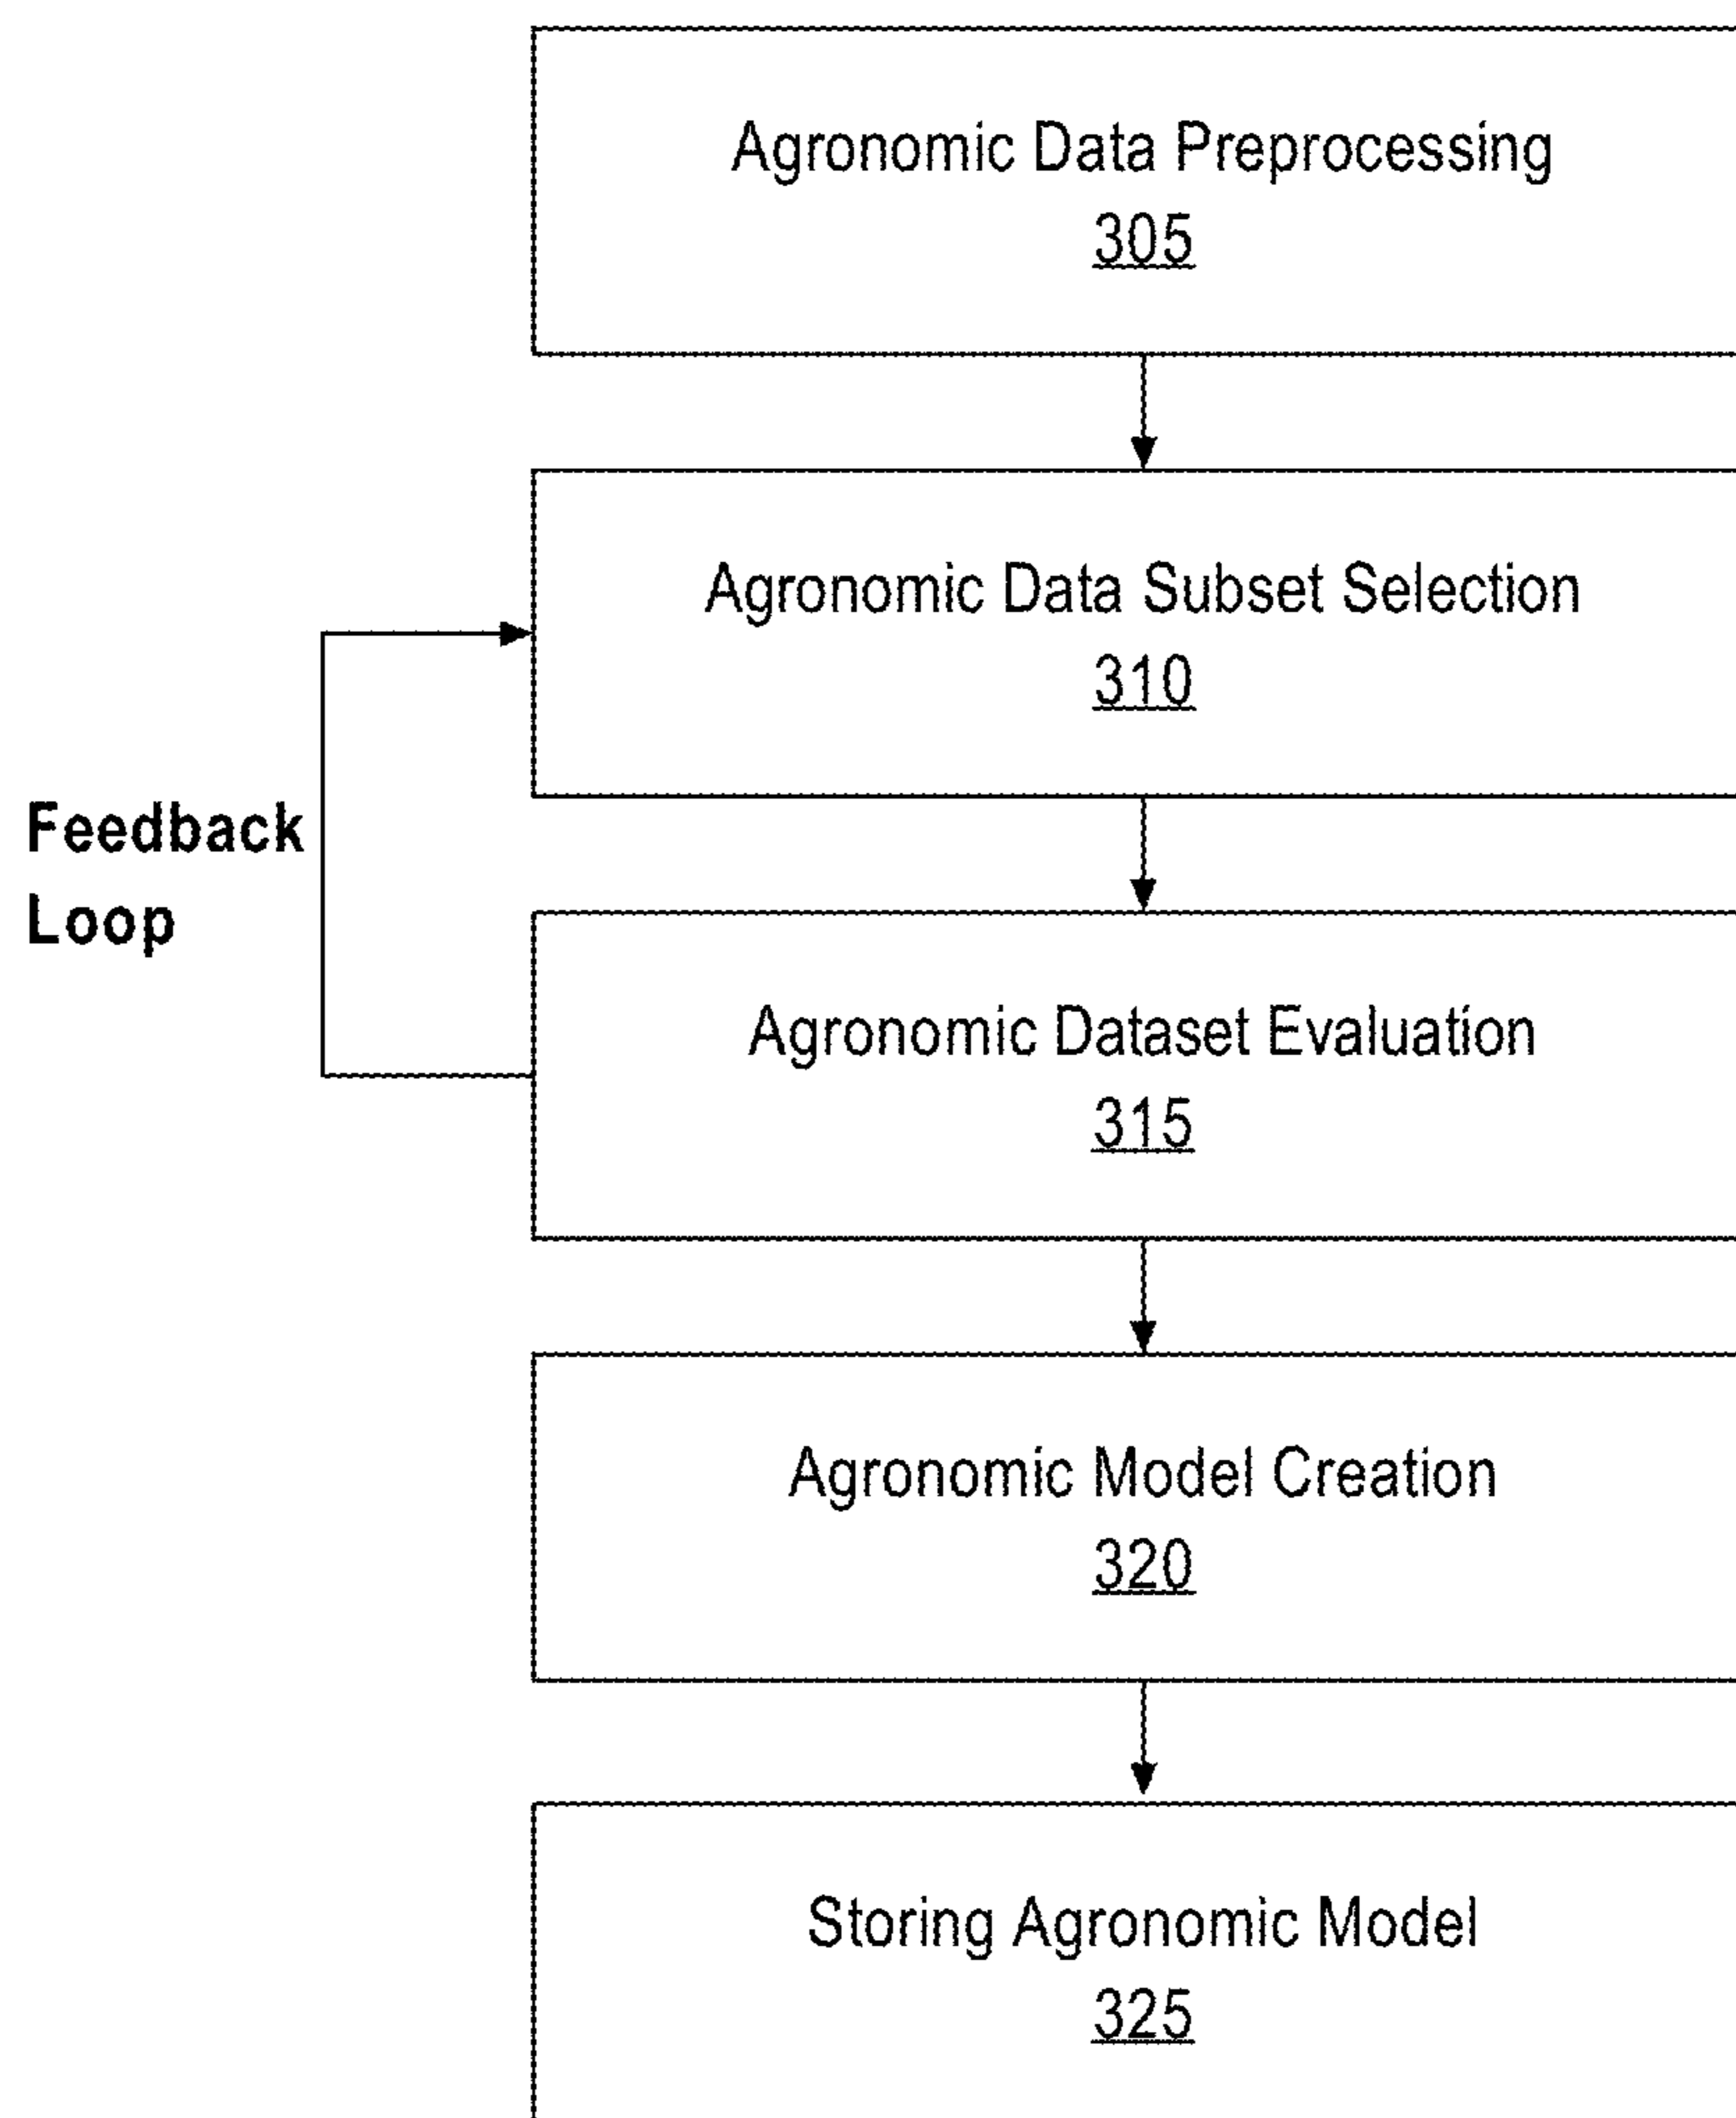 Agronomic Data Preprocessing
305
Agronomic Data Subset Selection
310
Feedback
Loop
Agronomic Dataset Evaluation
315
Agronomic Model Creation
320
Storing Agronomic Model
325